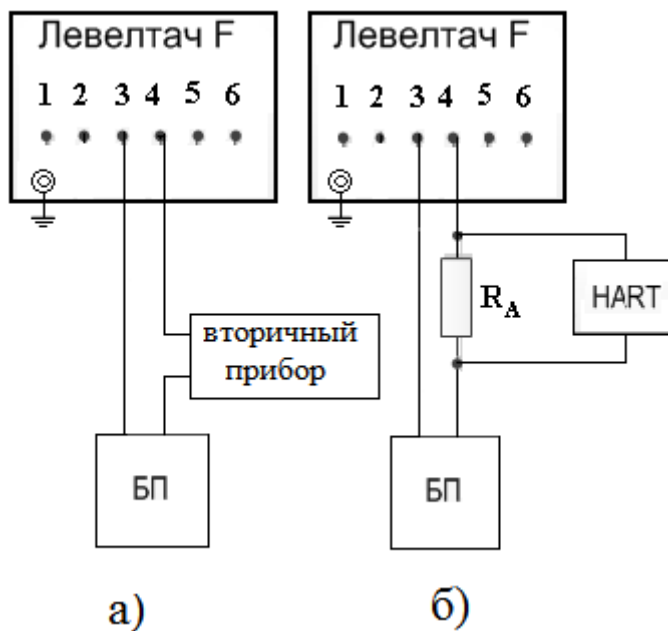 Левелтач F
1 2 3 4 5 6
вторичный
прибор
БП
а)
Левелтач F
1 2 3 4 5 6
R_A
HART
БП
б)